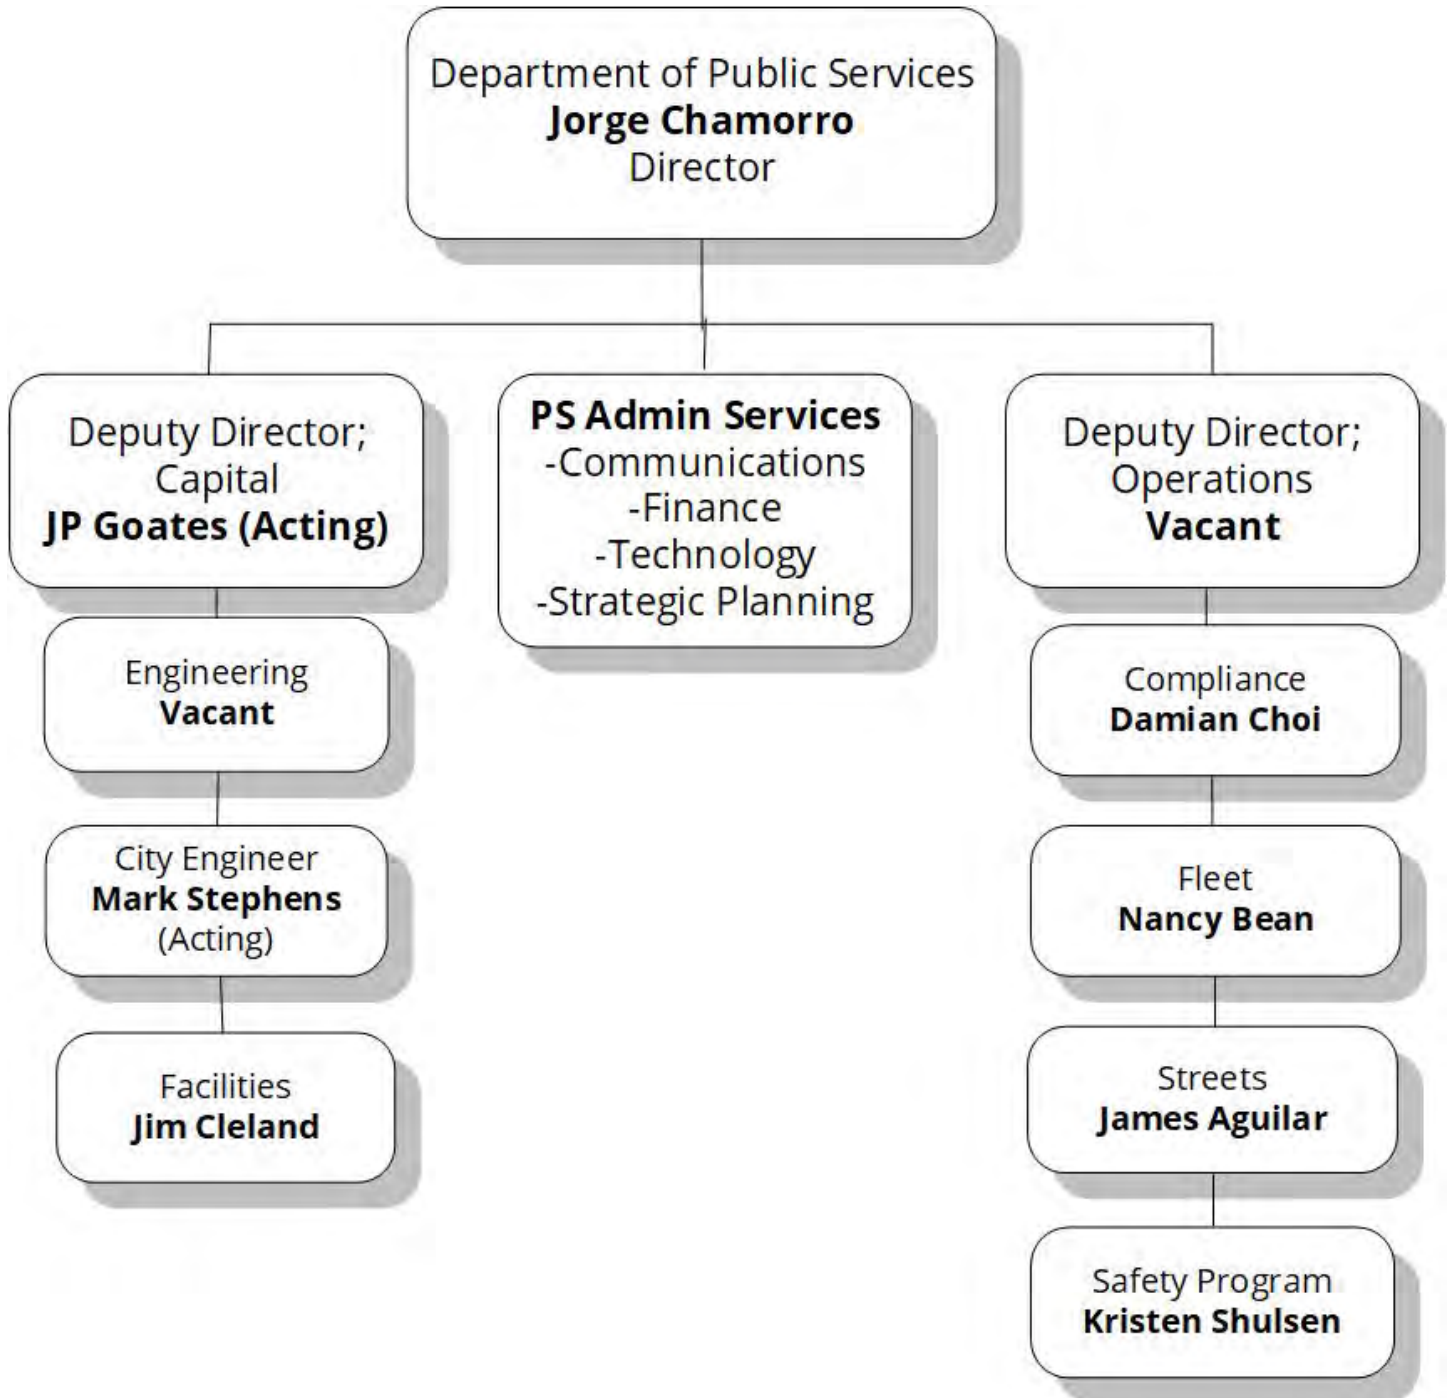 Department of Public Services
Jorge Chamorro
Director
Deputy Director;
Capital
JP Goates (Acting)
PS Admin Services
-Communications
-Finance
-Technology
-Strategic Planning
Deputy Director;
Operations
Vacant
Engineering
Vacant
City Engineer
Mark Stephens
(Acting)
Facilities
Jim Cleland
Compliance
Damian Choi
Fleet
Nancy Bean
Streets
James Aguilar
Safety Program
Kristen Shulsen